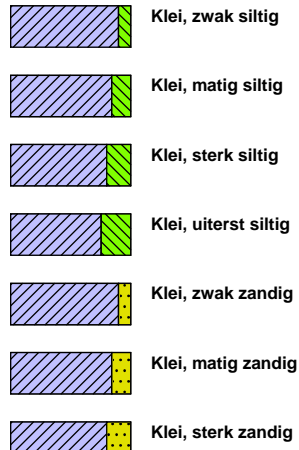 Klei, zwak siltig
Klei, matig siltig
Klei, sterk siltig
Klei, uiterst siltig
Klei, zwak zandig
Klei, matig zandig
Klei, sterk zandig